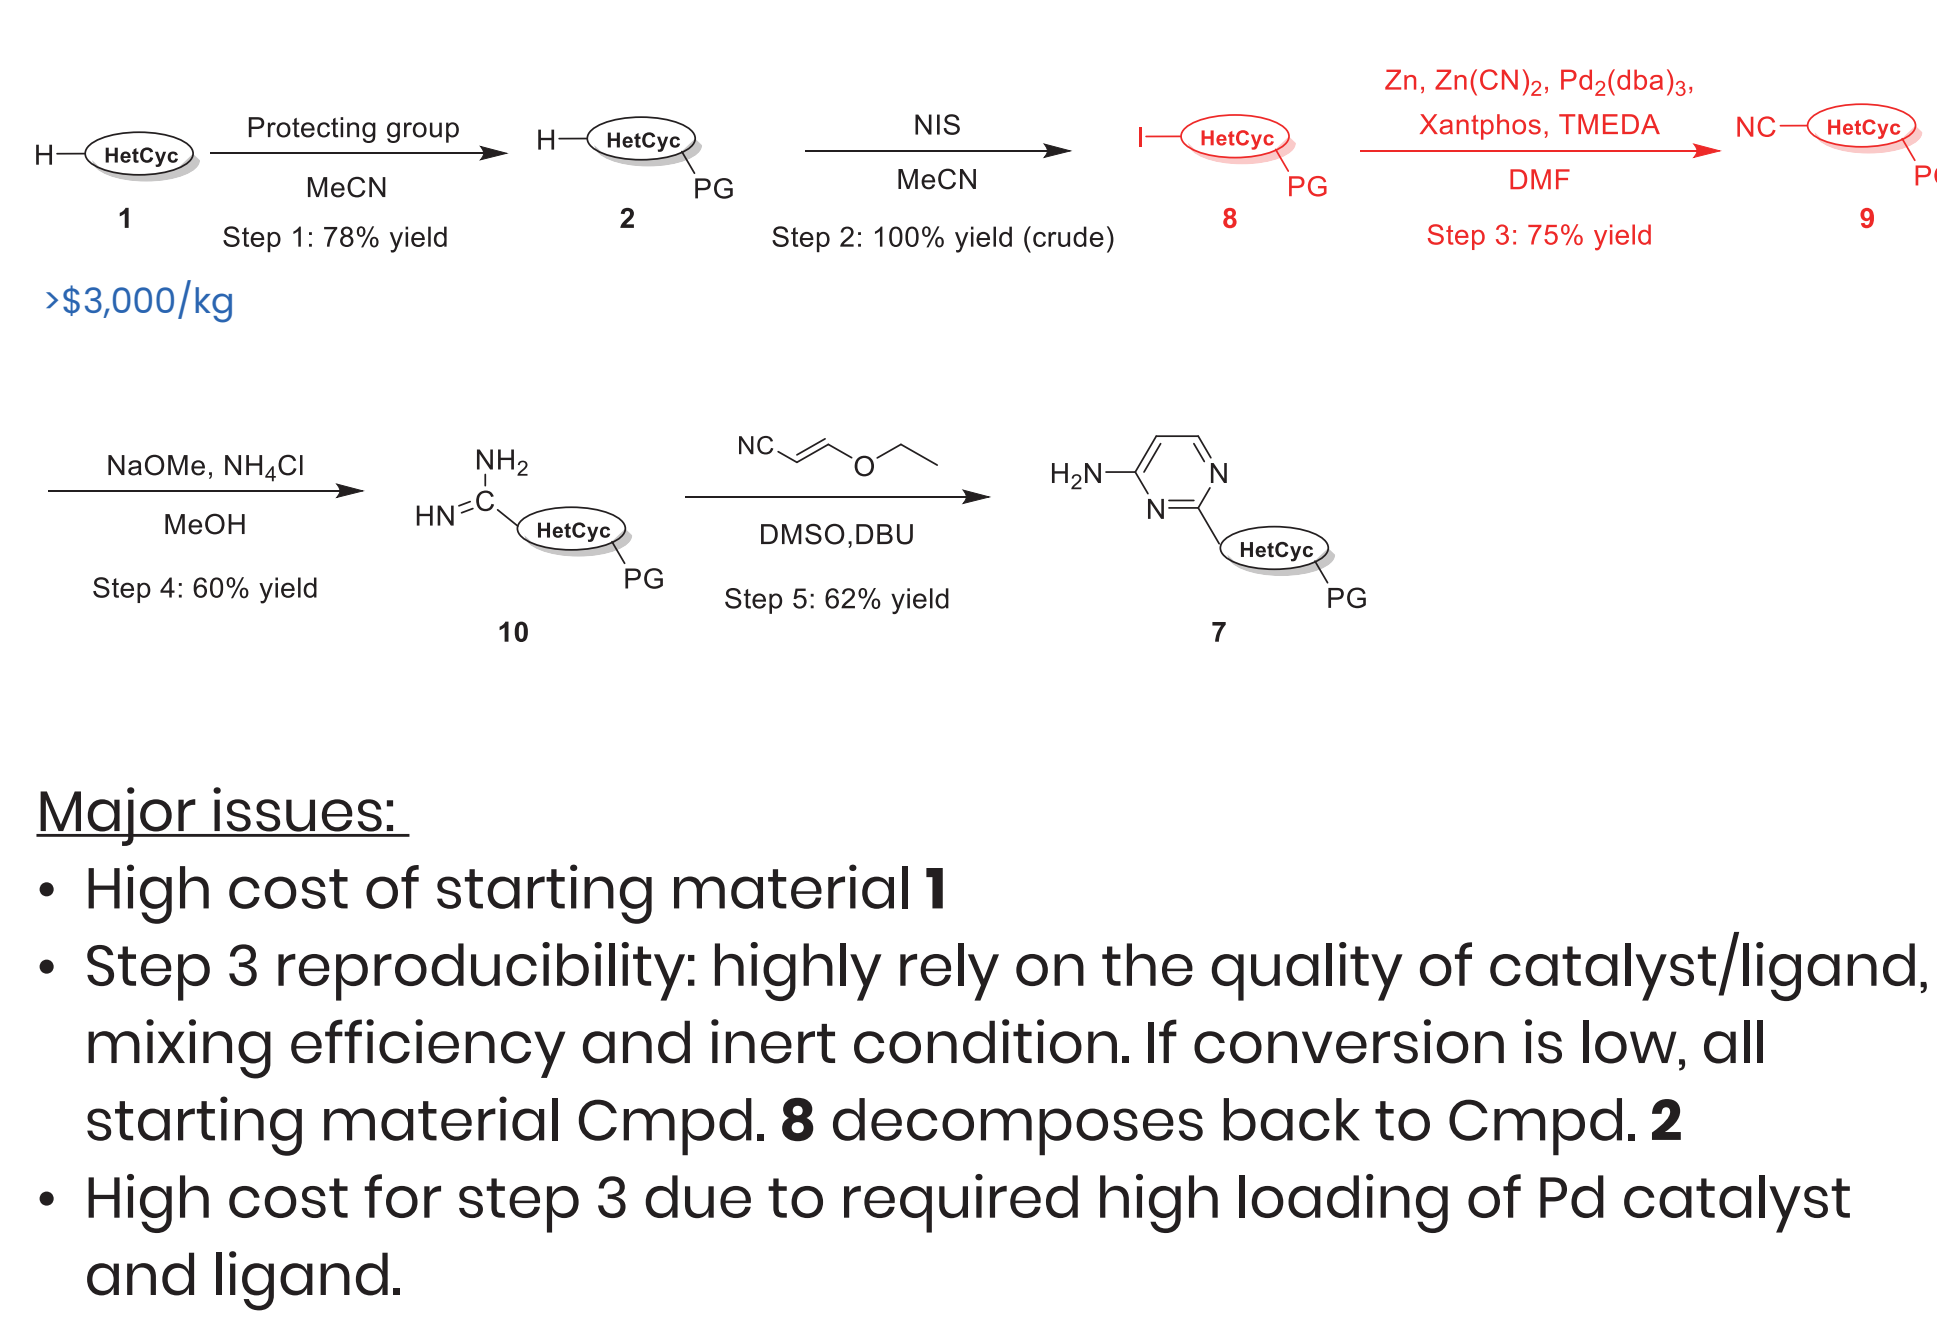 Zn, Zn(CN)2, Pd2(dba)3,
Protecting group
NIS
Xantphos, TMEDA
H HetCyc
H HetCyc
I HetCyc
NC HetCyc
MeCN
PG
MeCN
PG
DMF
1
2
8
9
Step 1: 78% yield
Step 2: 100% yield (crude)
Step 3: 75% yield
>$3,000/kg
NC O
NaOMe, NH4Cl
NH2
HN C
H2N N
N
MeOH
HetCyc
DMSO,DBU
HetCyc
PG
PG
Step 4: 60% yield
Step 5: 62% yield
10
7
Major issues:
• High cost of starting material 1
• Step 3 reproducibility: highly rely on the quality of catalyst/ligand,
mixing efficiency and inert condition. If conversion is low, all
starting material Cmpd. 8 decomposes back to Cmpd. 2
• High cost for step 3 due to required high loading of Pd catalyst
and ligand.